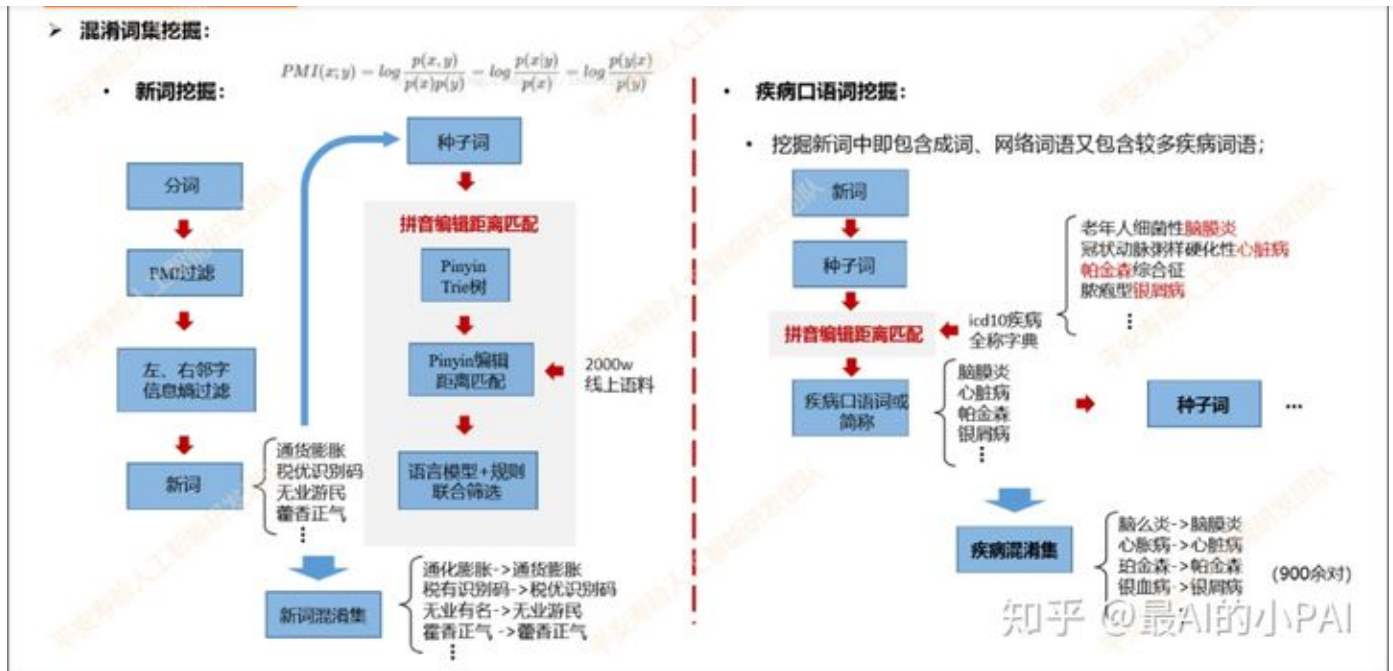 ➢ 混淆词集挖掘：
• 新词挖掘：
PMI(x; y) = log p(x, y) / p(x)p(y) = log p(x|y) / p(x) = log p(y|x) / p(y)
分词
PMI过滤
左、右邻字
信息熵过滤
新词
通货膨胀
税优识别码
无业游民
藿香正气
⋮
种子词
拼音编辑距离匹配
Pinyin
Trie树
Pinyin编辑
距离匹配
2000w
线上语料
语言模型+规则
联合筛选
新词混淆集
通化膨胀->通货膨胀
税有识别码->税优识别码
无业有名->无业游民
霍香正气 ->藿香正气
⋮
• 疾病口语词挖掘：
• 挖掘新词中即包含成词、网络词语又包含较多疾病词语；
新词
种子词
拼音编辑距离匹配
icd10疾病
全称字典
老年人细菌性脑膜炎
冠状动脉粥样硬化性心脏病
帕金森综合征
脓疱型银屑病
⋮
疾病口语词或
简称
脑膜炎
心脏病
帕金森
银屑病
⋮
种子词
...
疾病混淆集
脑么炎->脑膜炎
心胀病->心脏病
珀金森->帕金森
银血病->银屑病
(900余对)
知乎 @最AI的小PAI
平安寿险人工智能研发团队